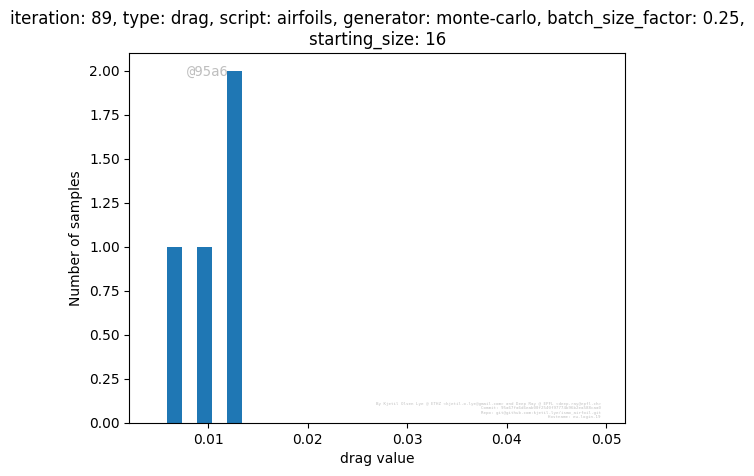 iteration: 89, type: drag, script: airfoils, generator: monte-carlo, batch_size_factor: 0.25,
starting_size: 16
@95a6
2.00
1.75
1.50
1.25
1.00
0.75
0.50
0.25
0.00
Number of samples
0.01
0.02
0.03
0.04
0.05
drag value